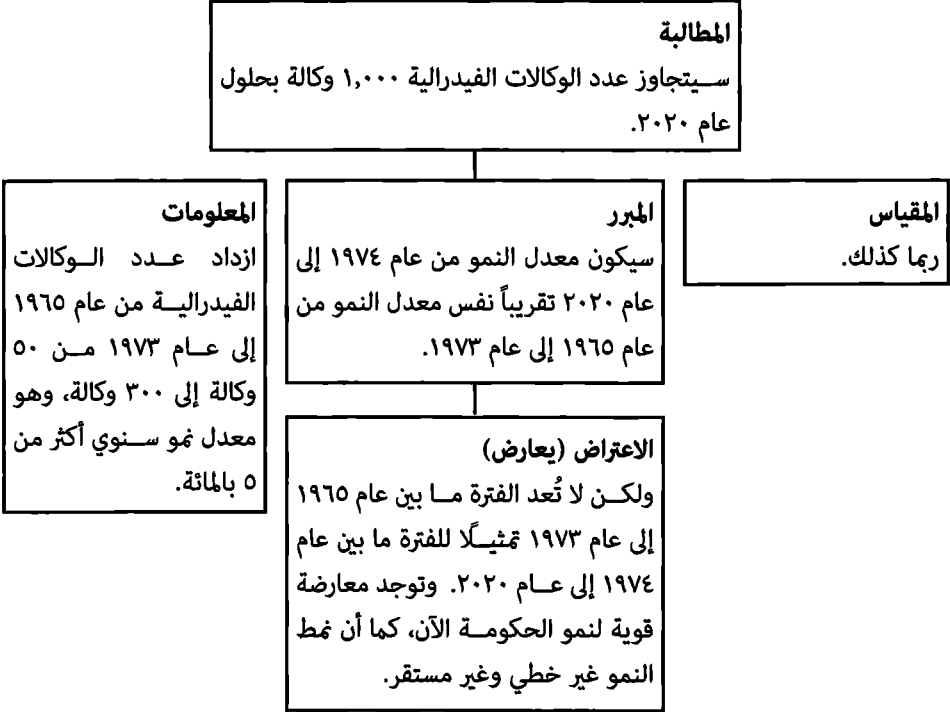 المطالبة
سيتجاوز عدد الوكالات الفيدرالية ١,٠٠٠ وكالة بحلول
عام ٢٠٢٠.
المقياس
ربما كذلك.
المبرر
سيكون معدل النمو من عام ١٩٧٤ إلى
عام ٢٠٢٠ تقريباً نفس معدل النمو من
عام ١٩٦٥ إلى عام ١٩٧٣.
المعلومات
ازداد عدد الوكالات
الفيدرالية من عام ١٩٦٥
إلى عام ١٩٧٣ من ٥٠
وكالة إلى ٣٠٠ وكالة، وهو
معدل نمو سنوي أكثر من
٥ بالمائة.
الاعتراض (يعارض)
ولكن لا تُعد الفترة ما بين عام ١٩٦٥
إلى عام ١٩٧٣ تمثيلًا للفترة ما بين عام
١٩٧٤ إلى عام ٢٠٢٠. وتوجد معارضة
قوية لنمو الحكومة الآن، كما أن نمط
النمو غير خطي وغير مستقر.